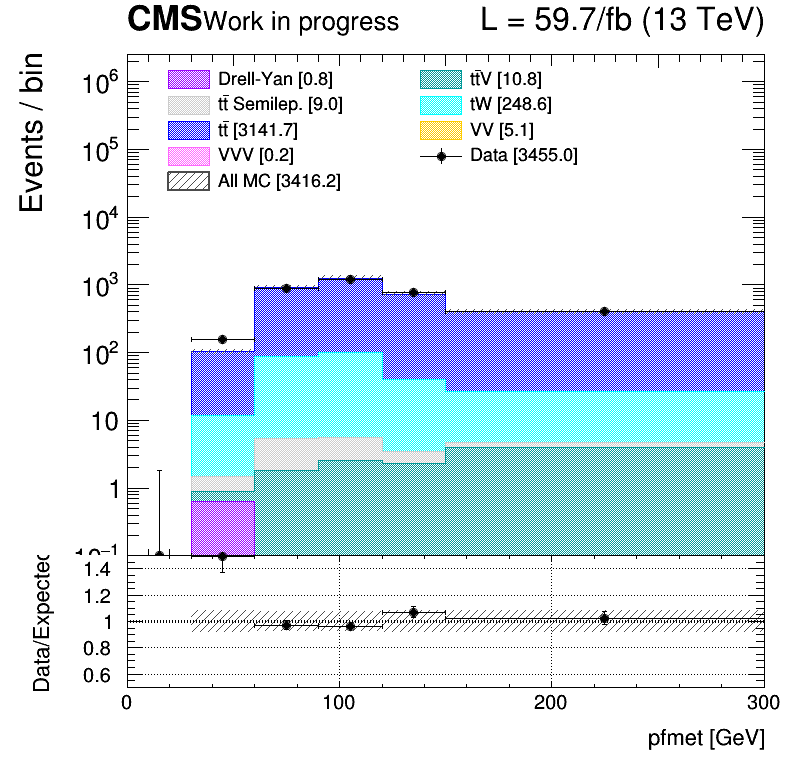 CMS Work in progress L = 59.7/fb (13 TeV)
Events / bin
Drell-Yan [0.8]
tt̄ Semilep. [9.0]
tt̄ [3141.7]
VVV [0.2]
All MC [3416.2]
tt̄V [10.8]
tW [248.6]
VV [5.1]
Data [3455.0]
10⁶
10⁵
10⁴
10³
10²
10
1
10⁻¹
Data/Expected
1.4
1.2
1
0.8
0.6
0 100 200 300
pfmet [GeV]